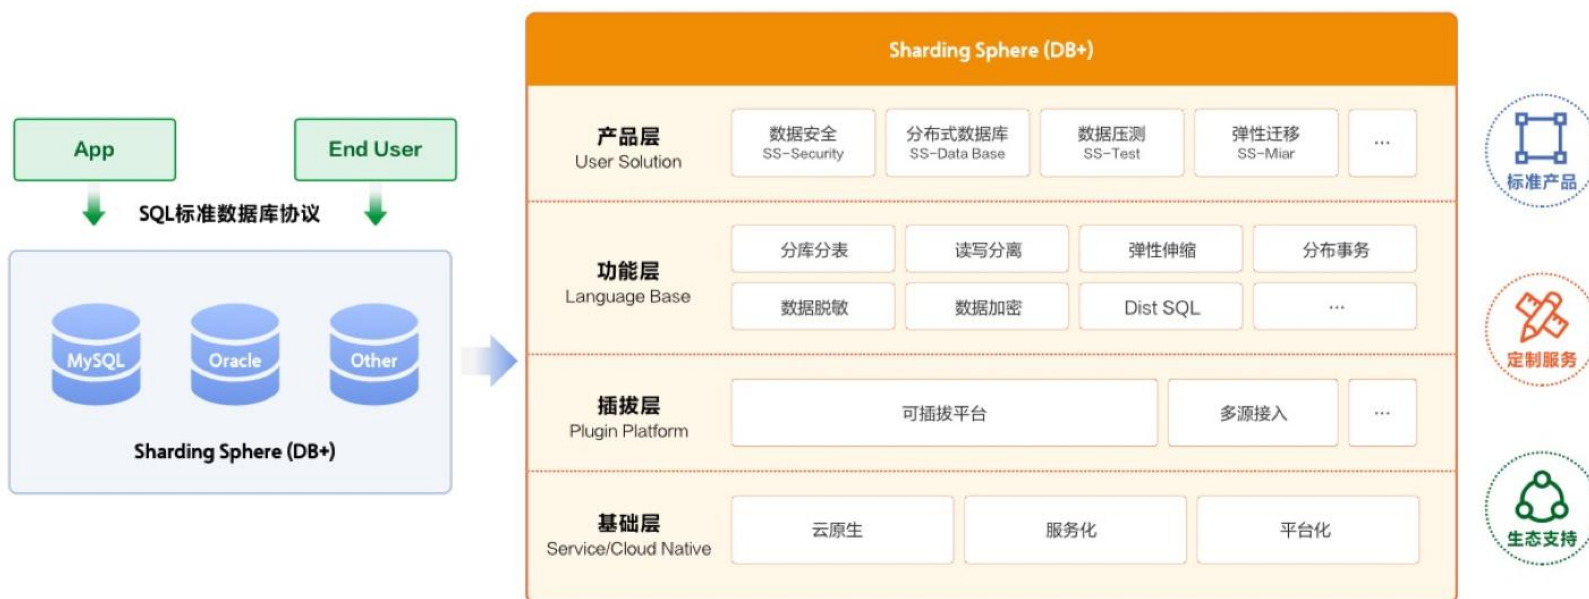 App
End User
SQL标准数据库协议
MySQL
Oracle
Other
Sharding Sphere (DB+)
Sharding Sphere (DB+)
产品层
User Solution
数据安全
SS-Security
分布式数据库
SS-Data Base
数据压测
SS-Test
弹性迁移
SS-Miar
...
功能层
Language Base
分库分表
读写分离
弹性伸缩
分布事务
数据脱敏
数据加密
Dist SQL
...
插拔层
Plugin Platform
可插拔平台
多源接入
...
基础层
Service/Cloud Native
云原生
服务化
平台化
标准产品
定制服务
生态支持